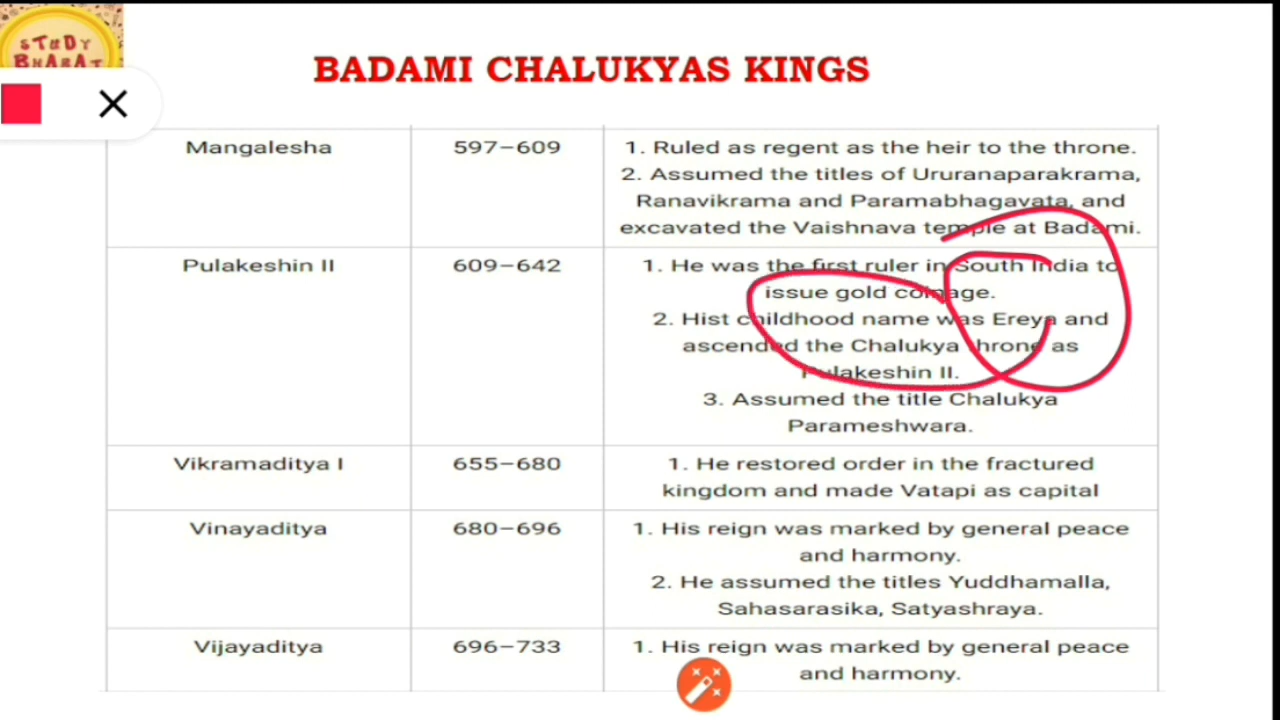 STUDY
BHARAT
BADAMI CHALUKYAS KINGS
Mangalesha 597–609 1. Ruled as regent as the heir to the throne.
2. Assumed the titles of Ururanaparakrama,
Ranavikrama and Paramabhagavata, and
excavated the Vaishnava temple at Badami.
Pulakeshin II 609–642 1. He was the first ruler in South India to
issue gold coinage.
2. Hist childhood name was Ereya and
ascended the Chalukya throne as
Pulakeshin II.
3. Assumed the title Chalukya
Parameshwara.
Vikramaditya I 655–680 1. He restored order in the fractured
kingdom and made Vatapi as capital
Vinayaditya 680–696 1. His reign was marked by general peace
and harmony.
2. He assumed the titles Yuddhamalla,
Sahasarasika, Satyashraya.
Vijayaditya 696–733 1. His reign was marked by general peace
and harmony.